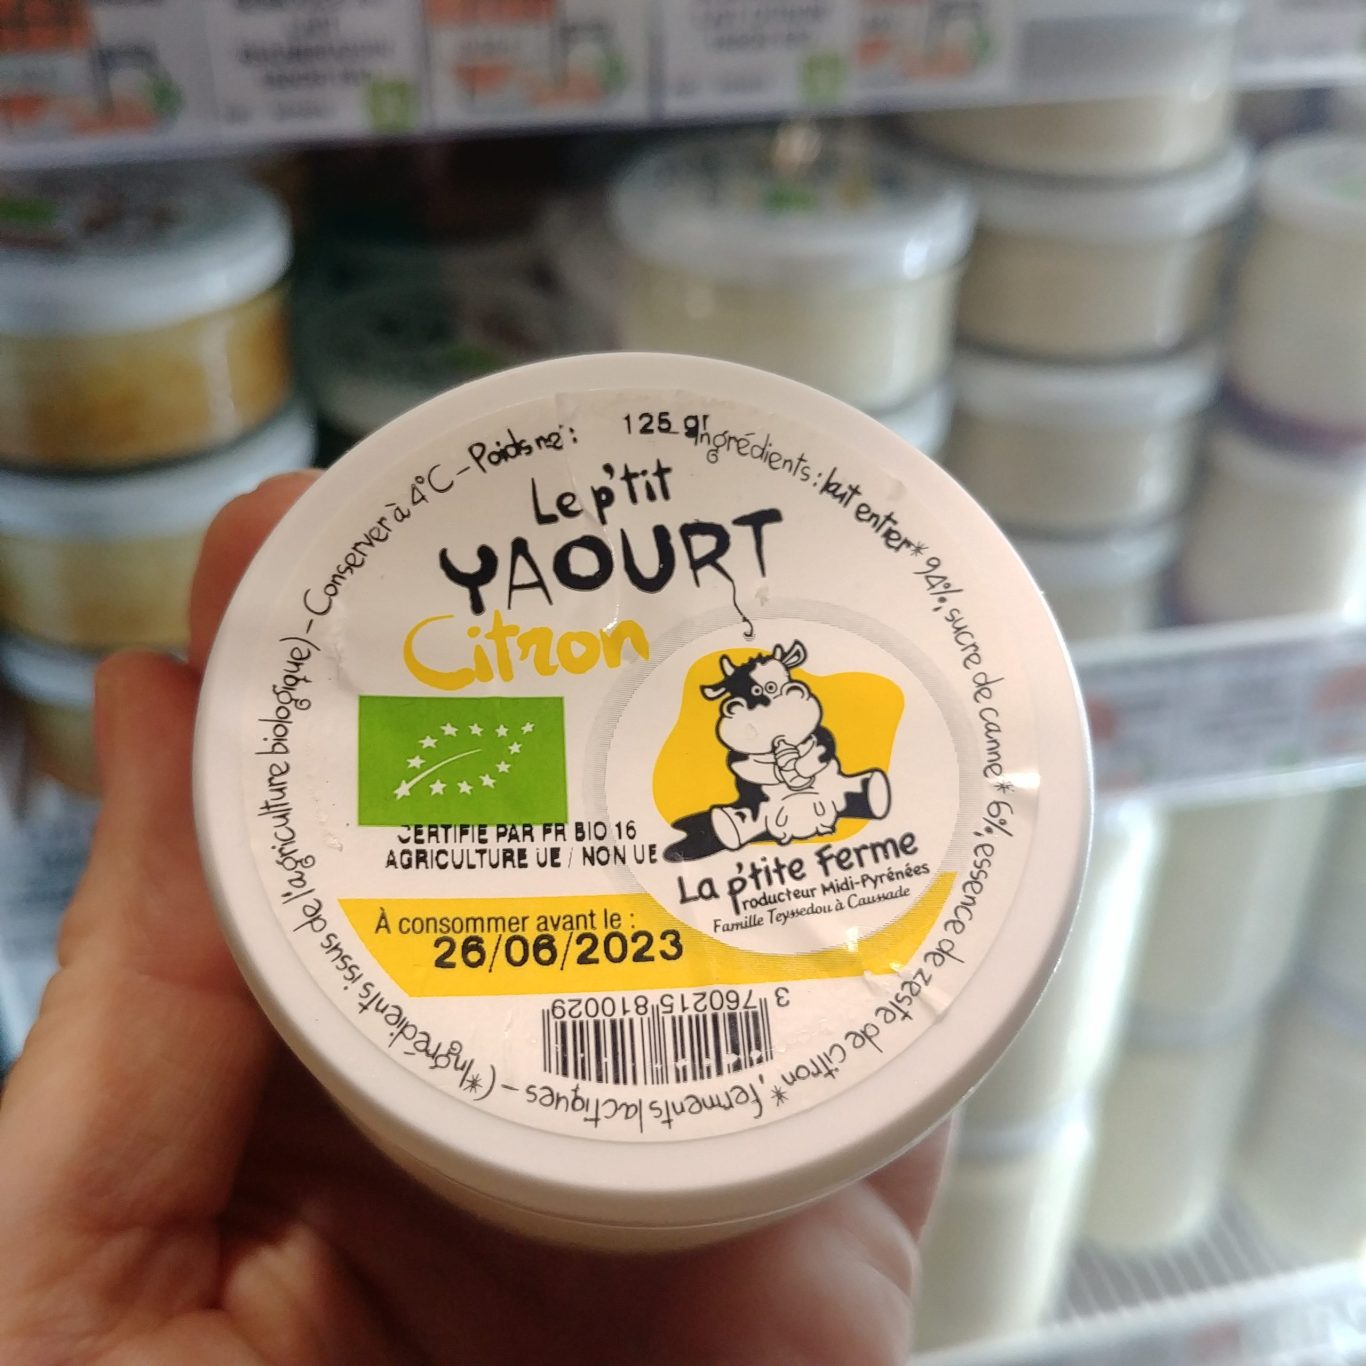 Conserver à 4°C - Poids net : 125 gr
Ingrédients : lait entier* 94%, sucre de canne* 6%, essence de zeste de citron*, ferments lactiques - (*Ingrédients issus de l'agriculture biologique) -
Le p'tit
YAOURT
Citron
CERTIFIE PAR FR BIO 16
AGRICULTURE UE / NON UE
La p'tite Ferme
Producteur Midi-Pyrénées
Famille Teyssedou à Caussade
À consommer avant le :
26/06/2023
3 760215 810029